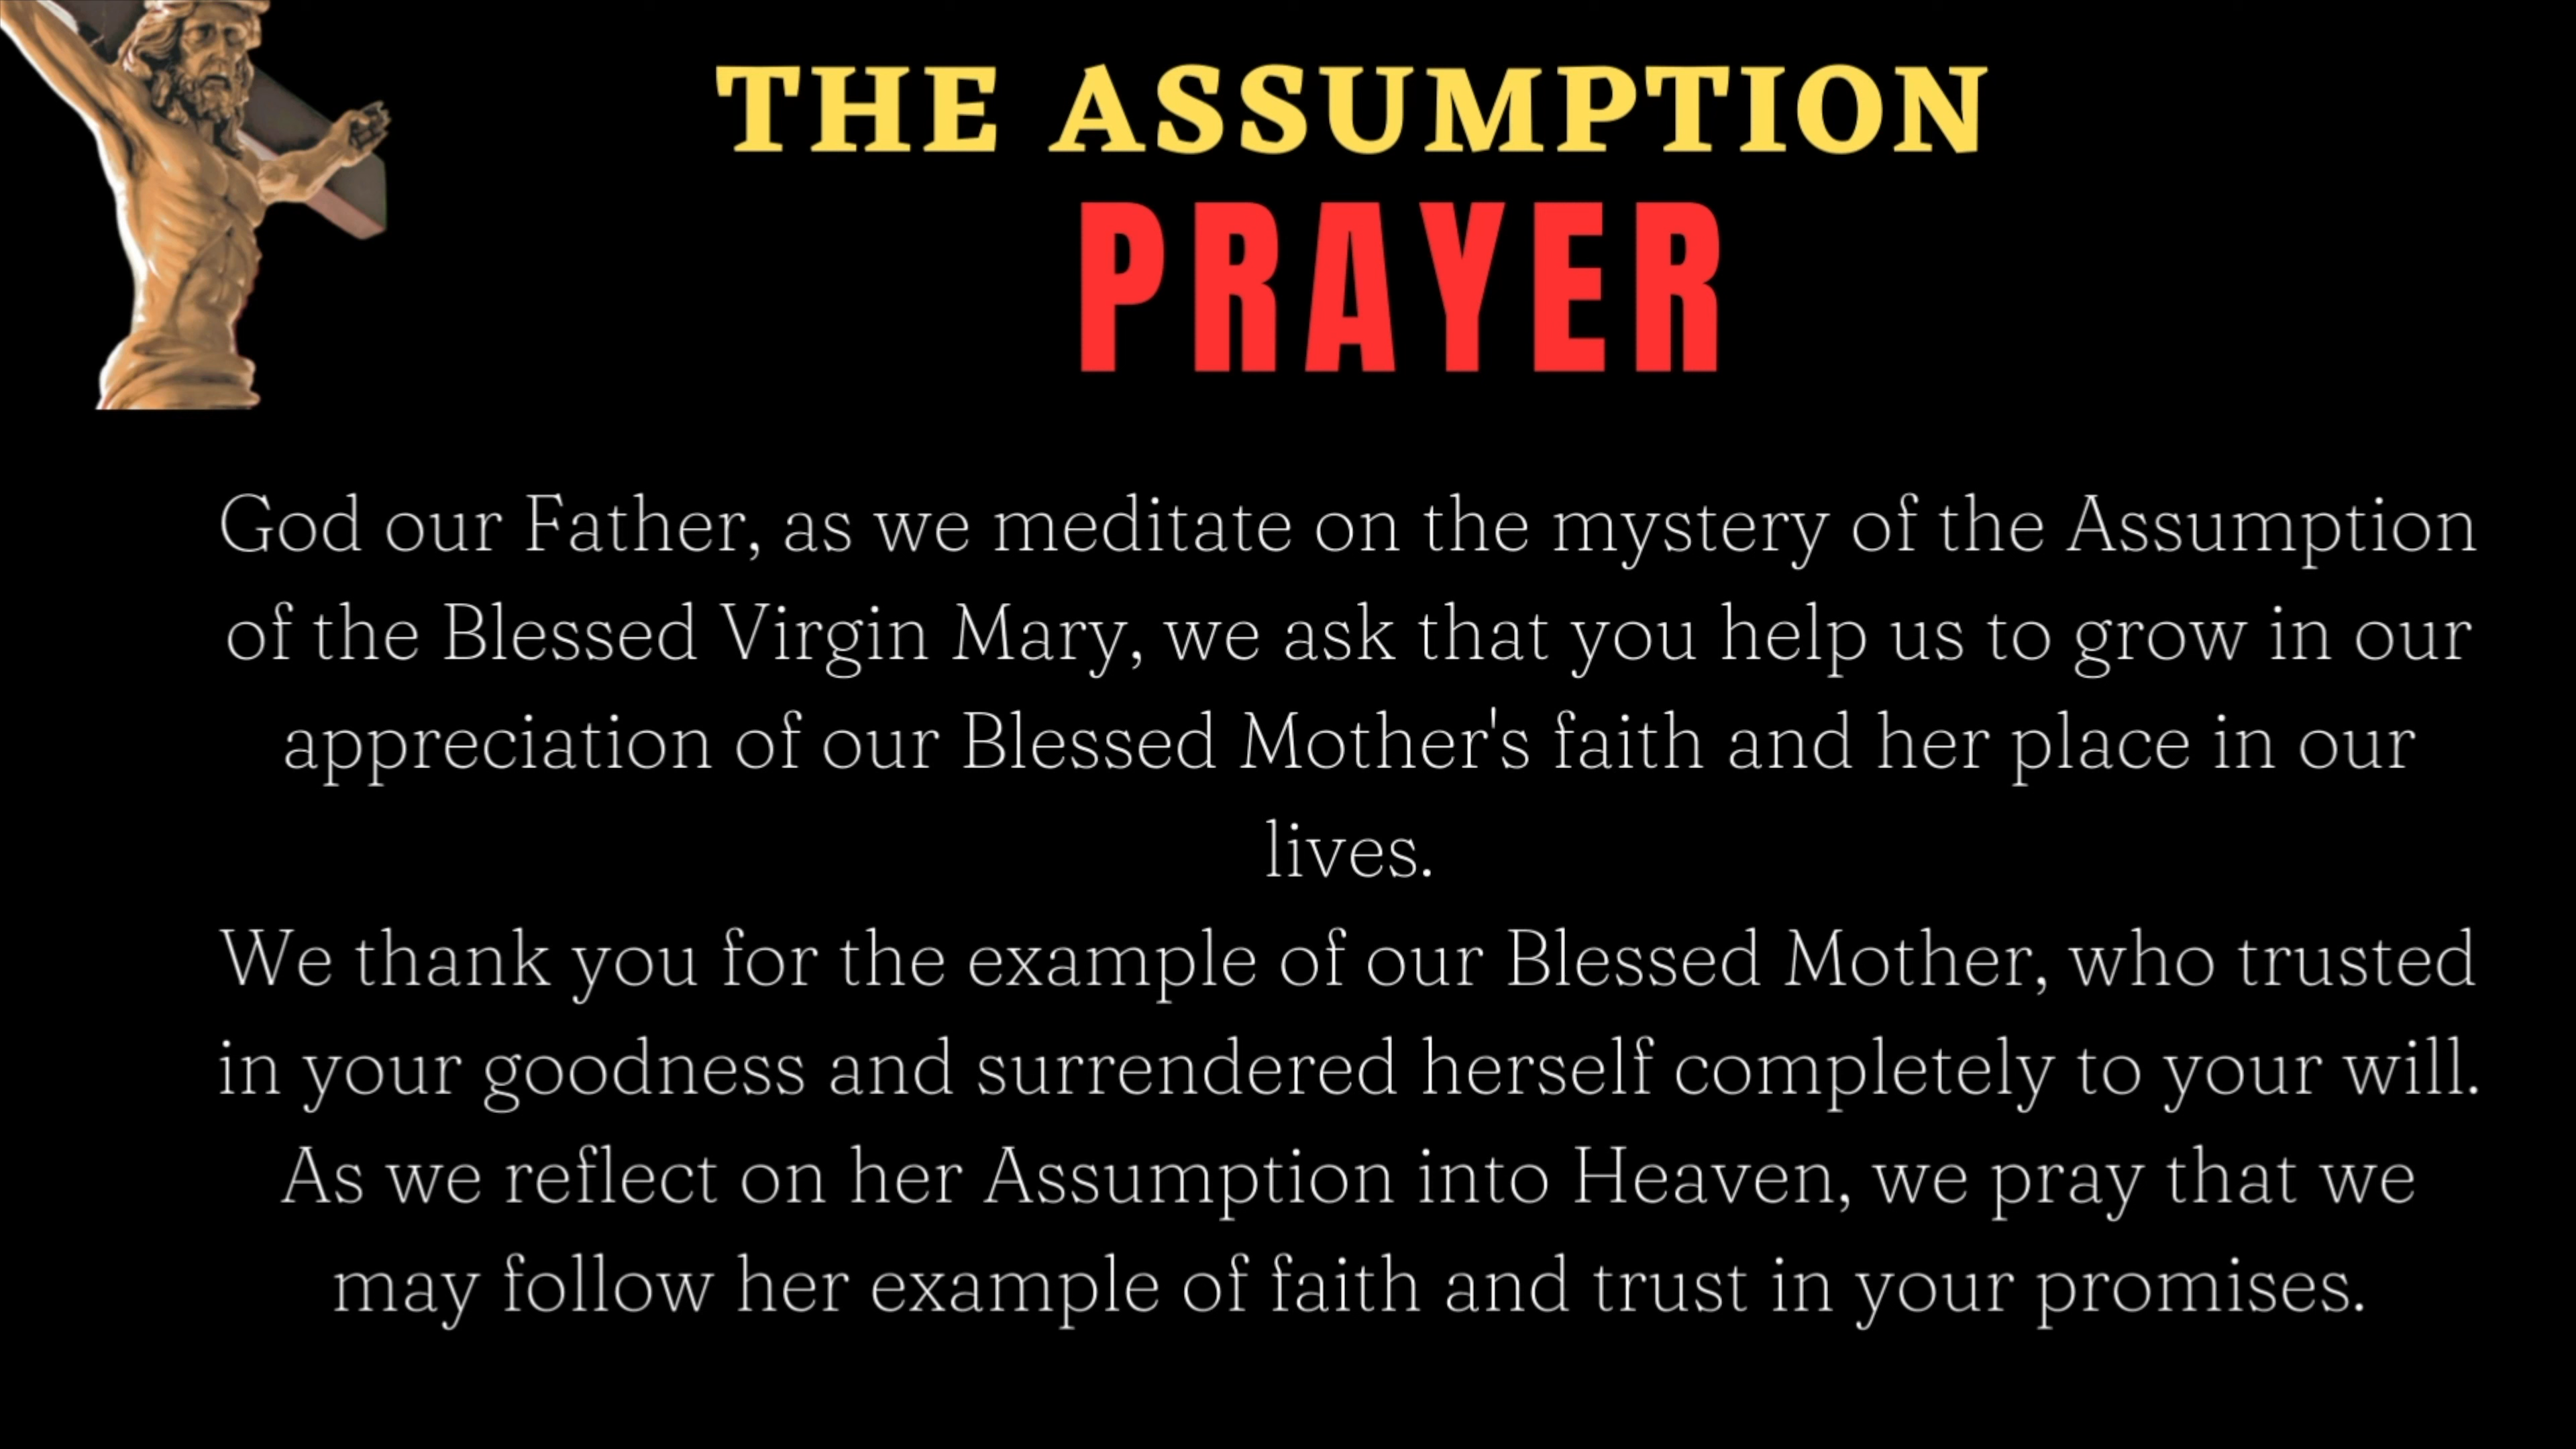 THE ASSUMPTION
PRAYER
God our Father, as we meditate on the mystery of the Assumption
of the Blessed Virgin Mary, we ask that you help us to grow in our
appreciation of our Blessed Mother's faith and her place in our
lives.
We thank you for the example of our Blessed Mother, who trusted
in your goodness and surrendered herself completely to your will.
As we reflect on her Assumption into Heaven, we pray that we
may follow her example of faith and trust in your promises.